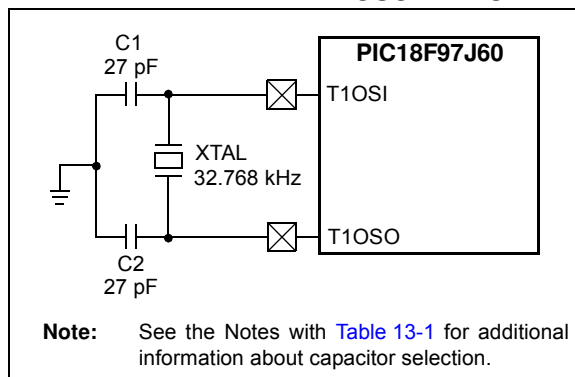 C1
27 pF
PIC18F97J60
T1OSI
XTAL
32.768 kHz
T1OSO
C2
27 pF
Note: See the Notes with Table 13-1 for additional
information about capacitor selection.